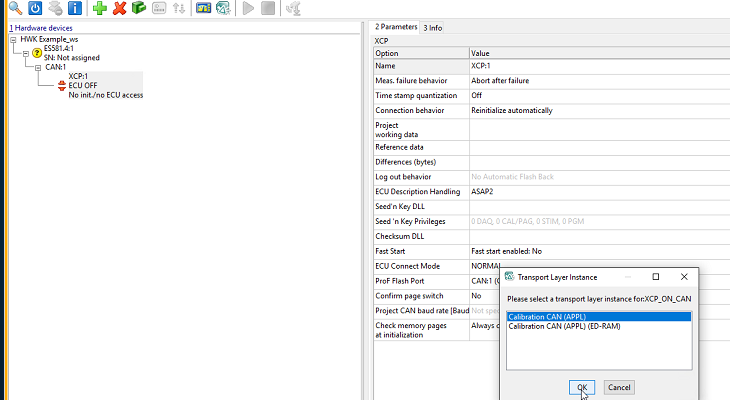 1 Hardware devices
HWK Example_ws
ES581.4:1
SN: Not assigned
CAN:1
XCP:1
ECU OFF
No init./no ECU access
2 Parameters
3 Info
XCP
Option Value
Name XCP:1
Meas. failure behavior Abort after failure
Time stamp quantization Off
Connection behavior Reinitialize automatically
Project
working data
Reference data
Differences (bytes)
Log out behavior No Automatic Flash Back
ECU Description Handling ASAP2
Seed'n Key DLL
Seed 'n Key Privileges 0 DAQ, 0 CAL/PAG, 0 STIM, 0 PGM
Checksum DLL
Fast Start Fast start enabled: No
ECU Connect Mode NORMAL
ProF Flash Port CAN:1 (
Confirm page switch No
Project CAN baud rate [Baud Not spe
Check memory pages
at initialization Always
Transport Layer Instance
Please select a transport layer instance for:XCP_ON_CAN
Calibration CAN (APPL)
Calibration CAN (APPL) (ED-RAM)
OK Cancel